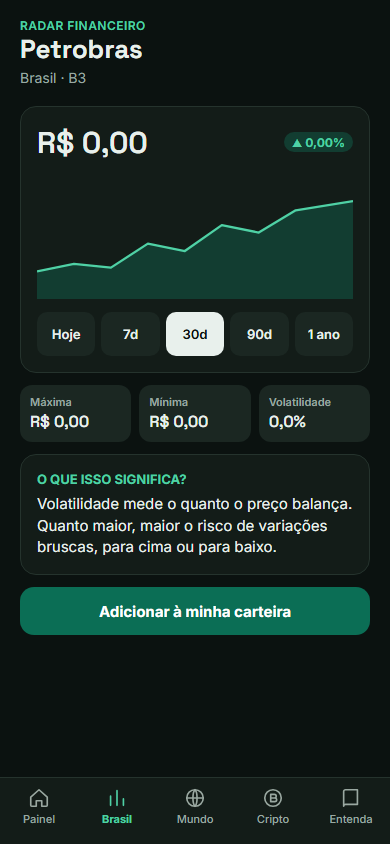 RADAR FINANCEIRO
Petrobras
Brasil · B3
R$ 0,00
▲ 0,00%
Hoje 7d 30d 90d 1 ano
Máxima Mínima Volatilidade
R$ 0,00 R$ 0,00 0,0%
O QUE ISSO SIGNIFICA?
Volatilidade mede o quanto o preço balança.
Quanto maior, maior o risco de variações
bruscas, para cima ou para baixo.
Adicionar à minha carteira
Painel Brasil Mundo Cripto Entenda